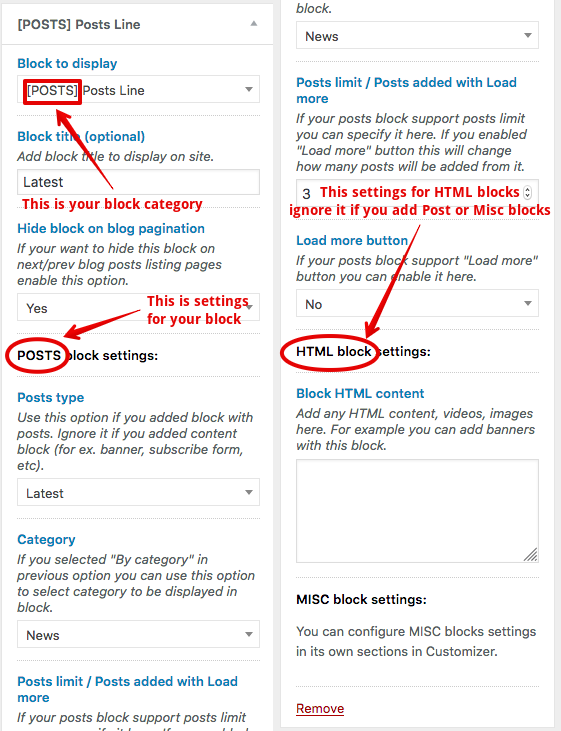 [POSTS] Posts Line
Block to display
[POSTS] Posts Line
Block title (optional)
Add block title to display on site.
Latest
This is your block category
Hide block on blog pagination
If your want to hide this block on
next/prev blog posts listing pages
enable this option.
Yes
This is settings
for your block
POSTS block settings:
Posts type
Use this option if you added block with
posts. Ignore it if you added content
block (for ex. banner, subscribe form,
etc).
Latest
Category
If you selected "By category" in
previous option you can use this option
to select category to be displayed in
block.
News
Posts limit / Posts added with Load
more
If your posts block support posts limit
block.
News
Posts limit / Posts added with Load
more
If your posts block support posts limit
you can specify it here. If you enabled
"Load more" button this will change
how many posts will be added from it.
3
This settings for HTML blocks
ignore it if you add Post or Misc blocks
Load more button
If your posts block support "Load more"
button you can enable it here.
No
HTML block settings:
Block HTML content
Add any HTML content, videos, images
here. For example you can add banners
with this block.
MISC block settings:
You can configure MISC blocks settings
in its own sections in Customizer.
Remove